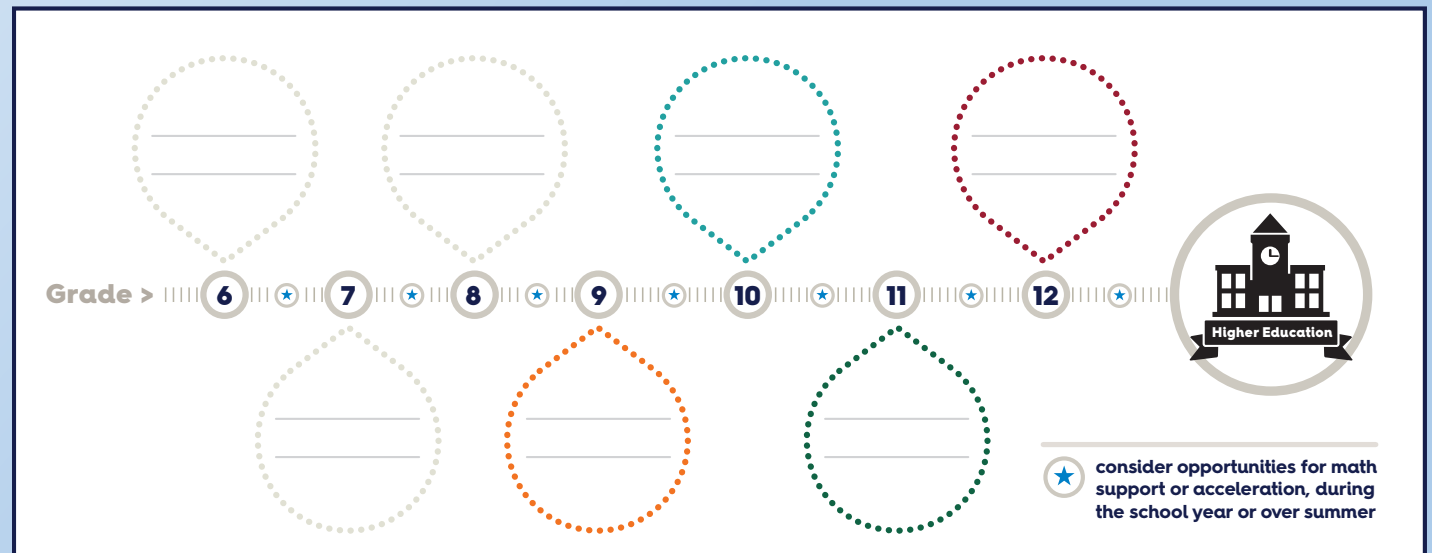 Grade > 6 7 8 9 10 11 12
Higher Education
consider opportunities for math
support or acceleration, during
the school year or over summer